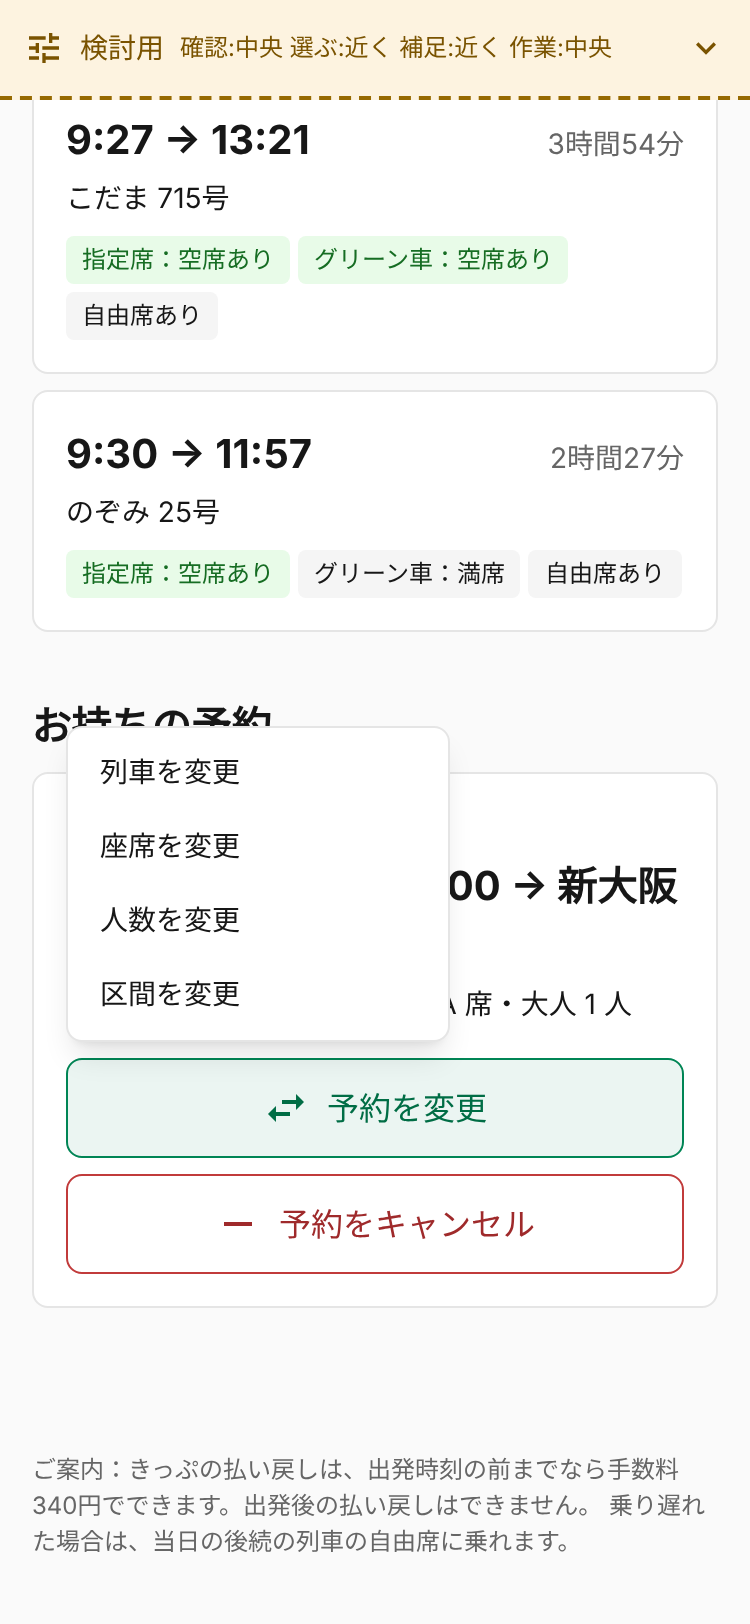 検討用 確認:中央 選ぶ:近く 補足:近く 作業:中央
9:27 → 13:21
3時間54分
こだま 715号
指定席：空席あり
グリーン車：空席あり
自由席あり
9:30 → 11:57
2時間27分
のぞみ 25号
指定席：空席あり
グリーン車：満席
自由席あり
お持ちの予約
列車を変更
座席を変更
人数を変更
区間を変更
00 → 新大阪
席・大人 1 人
予約を変更
予約をキャンセル
ご案内：きっぷの払い戻しは、出発時刻の前までなら手数料
340円でできます。出発後の払い戻しはできません。 乗り遅れ
た場合は、当日の後続の列車の自由席に乗れます。